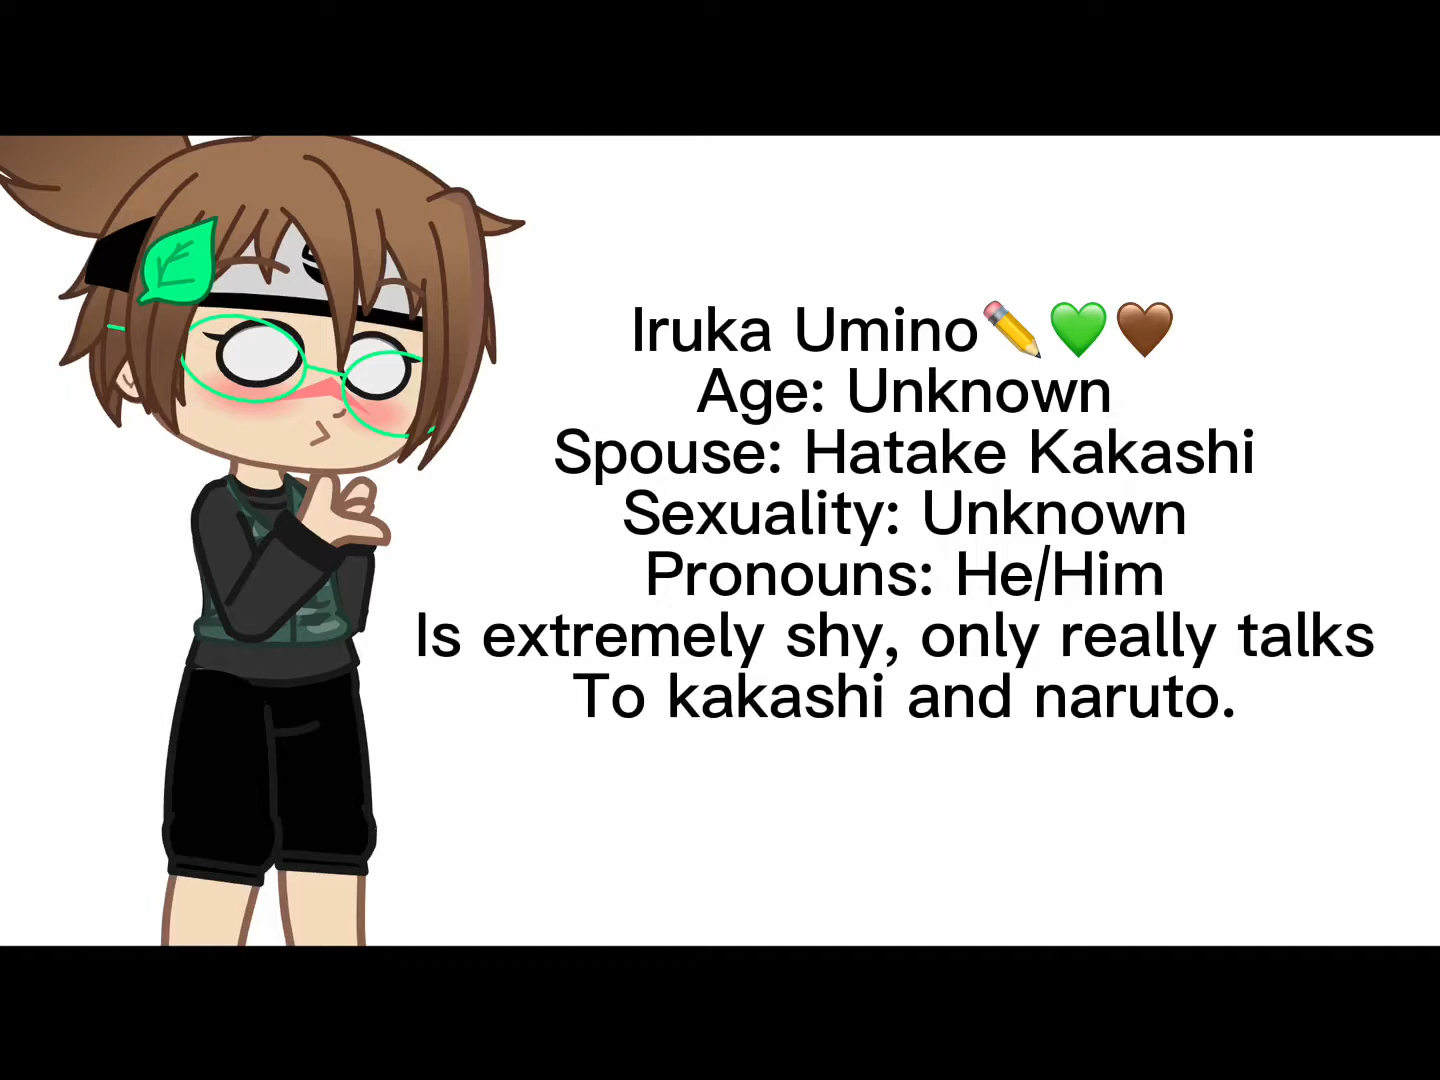 Iruka Umino✏️💚🤎
Age: Unknown
Spouse: Hatake Kakashi
Sexuality: Unknown
Pronouns: He/Him
Is extremely shy, only really talks
To kakashi and naruto.